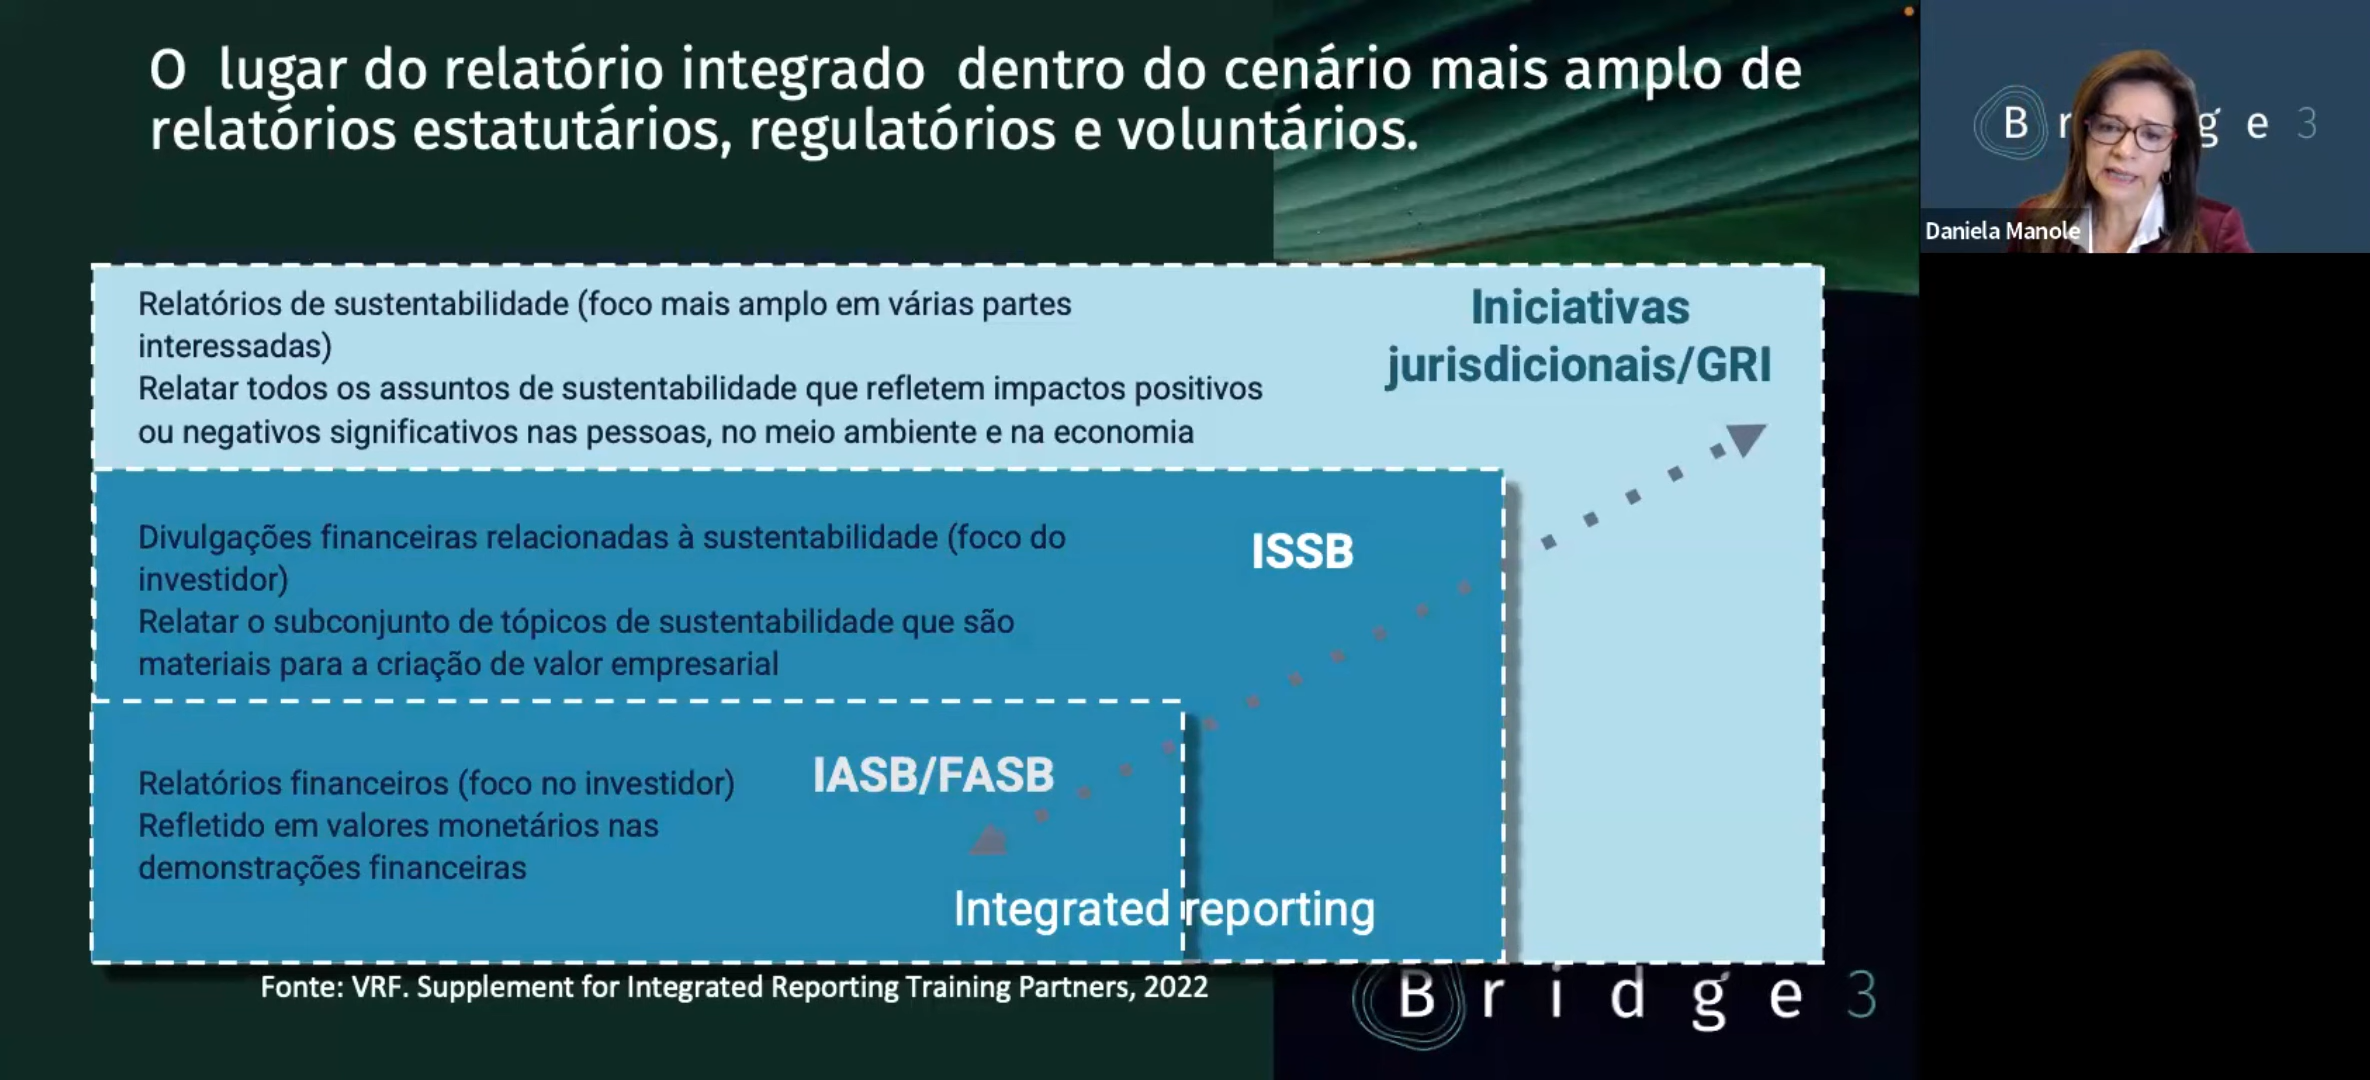 O lugar do relatório integrado dentro do cenário mais amplo de
relatórios estatutários, regulatórios e voluntários.
B r g e 3
Daniela Manole
Relatórios de sustentabilidade (foco mais amplo em várias partes
interessadas)
Relatar todos os assuntos de sustentabilidade que refletem impactos positivos
ou negativos significativos nas pessoas, no meio ambiente e na economia
Iniciativas
jurisdicionais/GRI
Divulgações financeiras relacionadas à sustentabilidade (foco do
investidor)
Relatar o subconjunto de tópicos de sustentabilidade que são
materiais para a criação de valor empresarial
ISSB
Relatórios financeiros (foco no investidor)
Refletido em valores monetários nas
demonstrações financeiras
IASB/FASB
Integrated reporting
Fonte: VRF. Supplement for Integrated Reporting Training Partners, 2022
B r i d g e 3